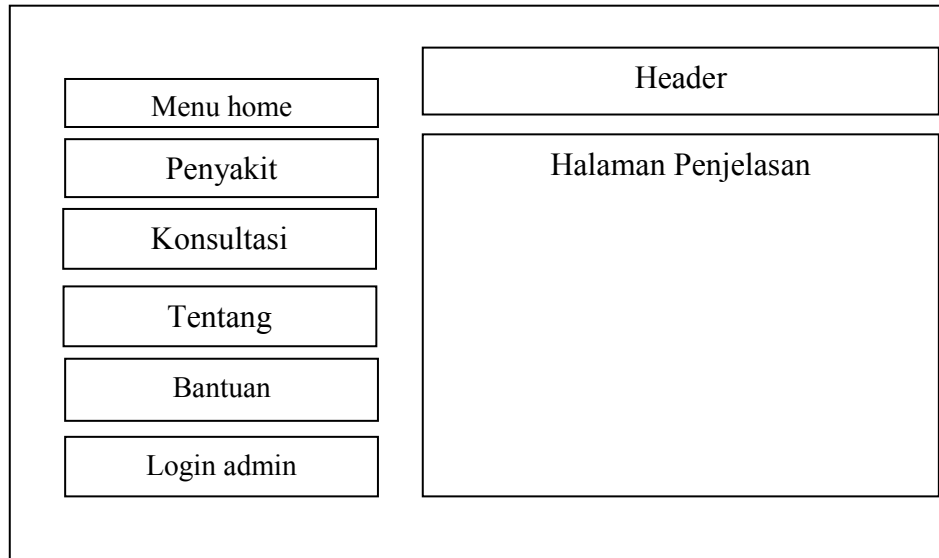 Menu home
Penyakit
Konsultasi
Tentang
Bantuan
Login admin
Header
Halaman Penjelasan